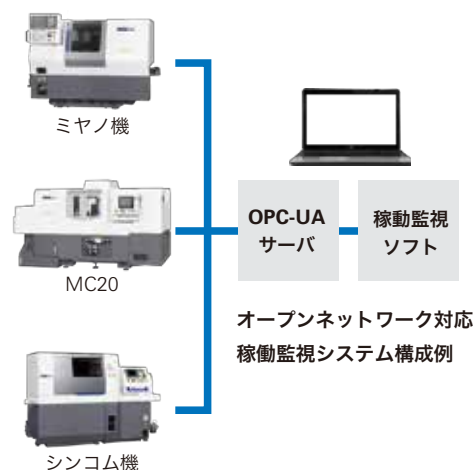 ミヤノ機
MC20
シンコム機
OPC-UA
サーバ
稼動監視
ソフト
オープンネットワーク対応
稼動監視システム構成例